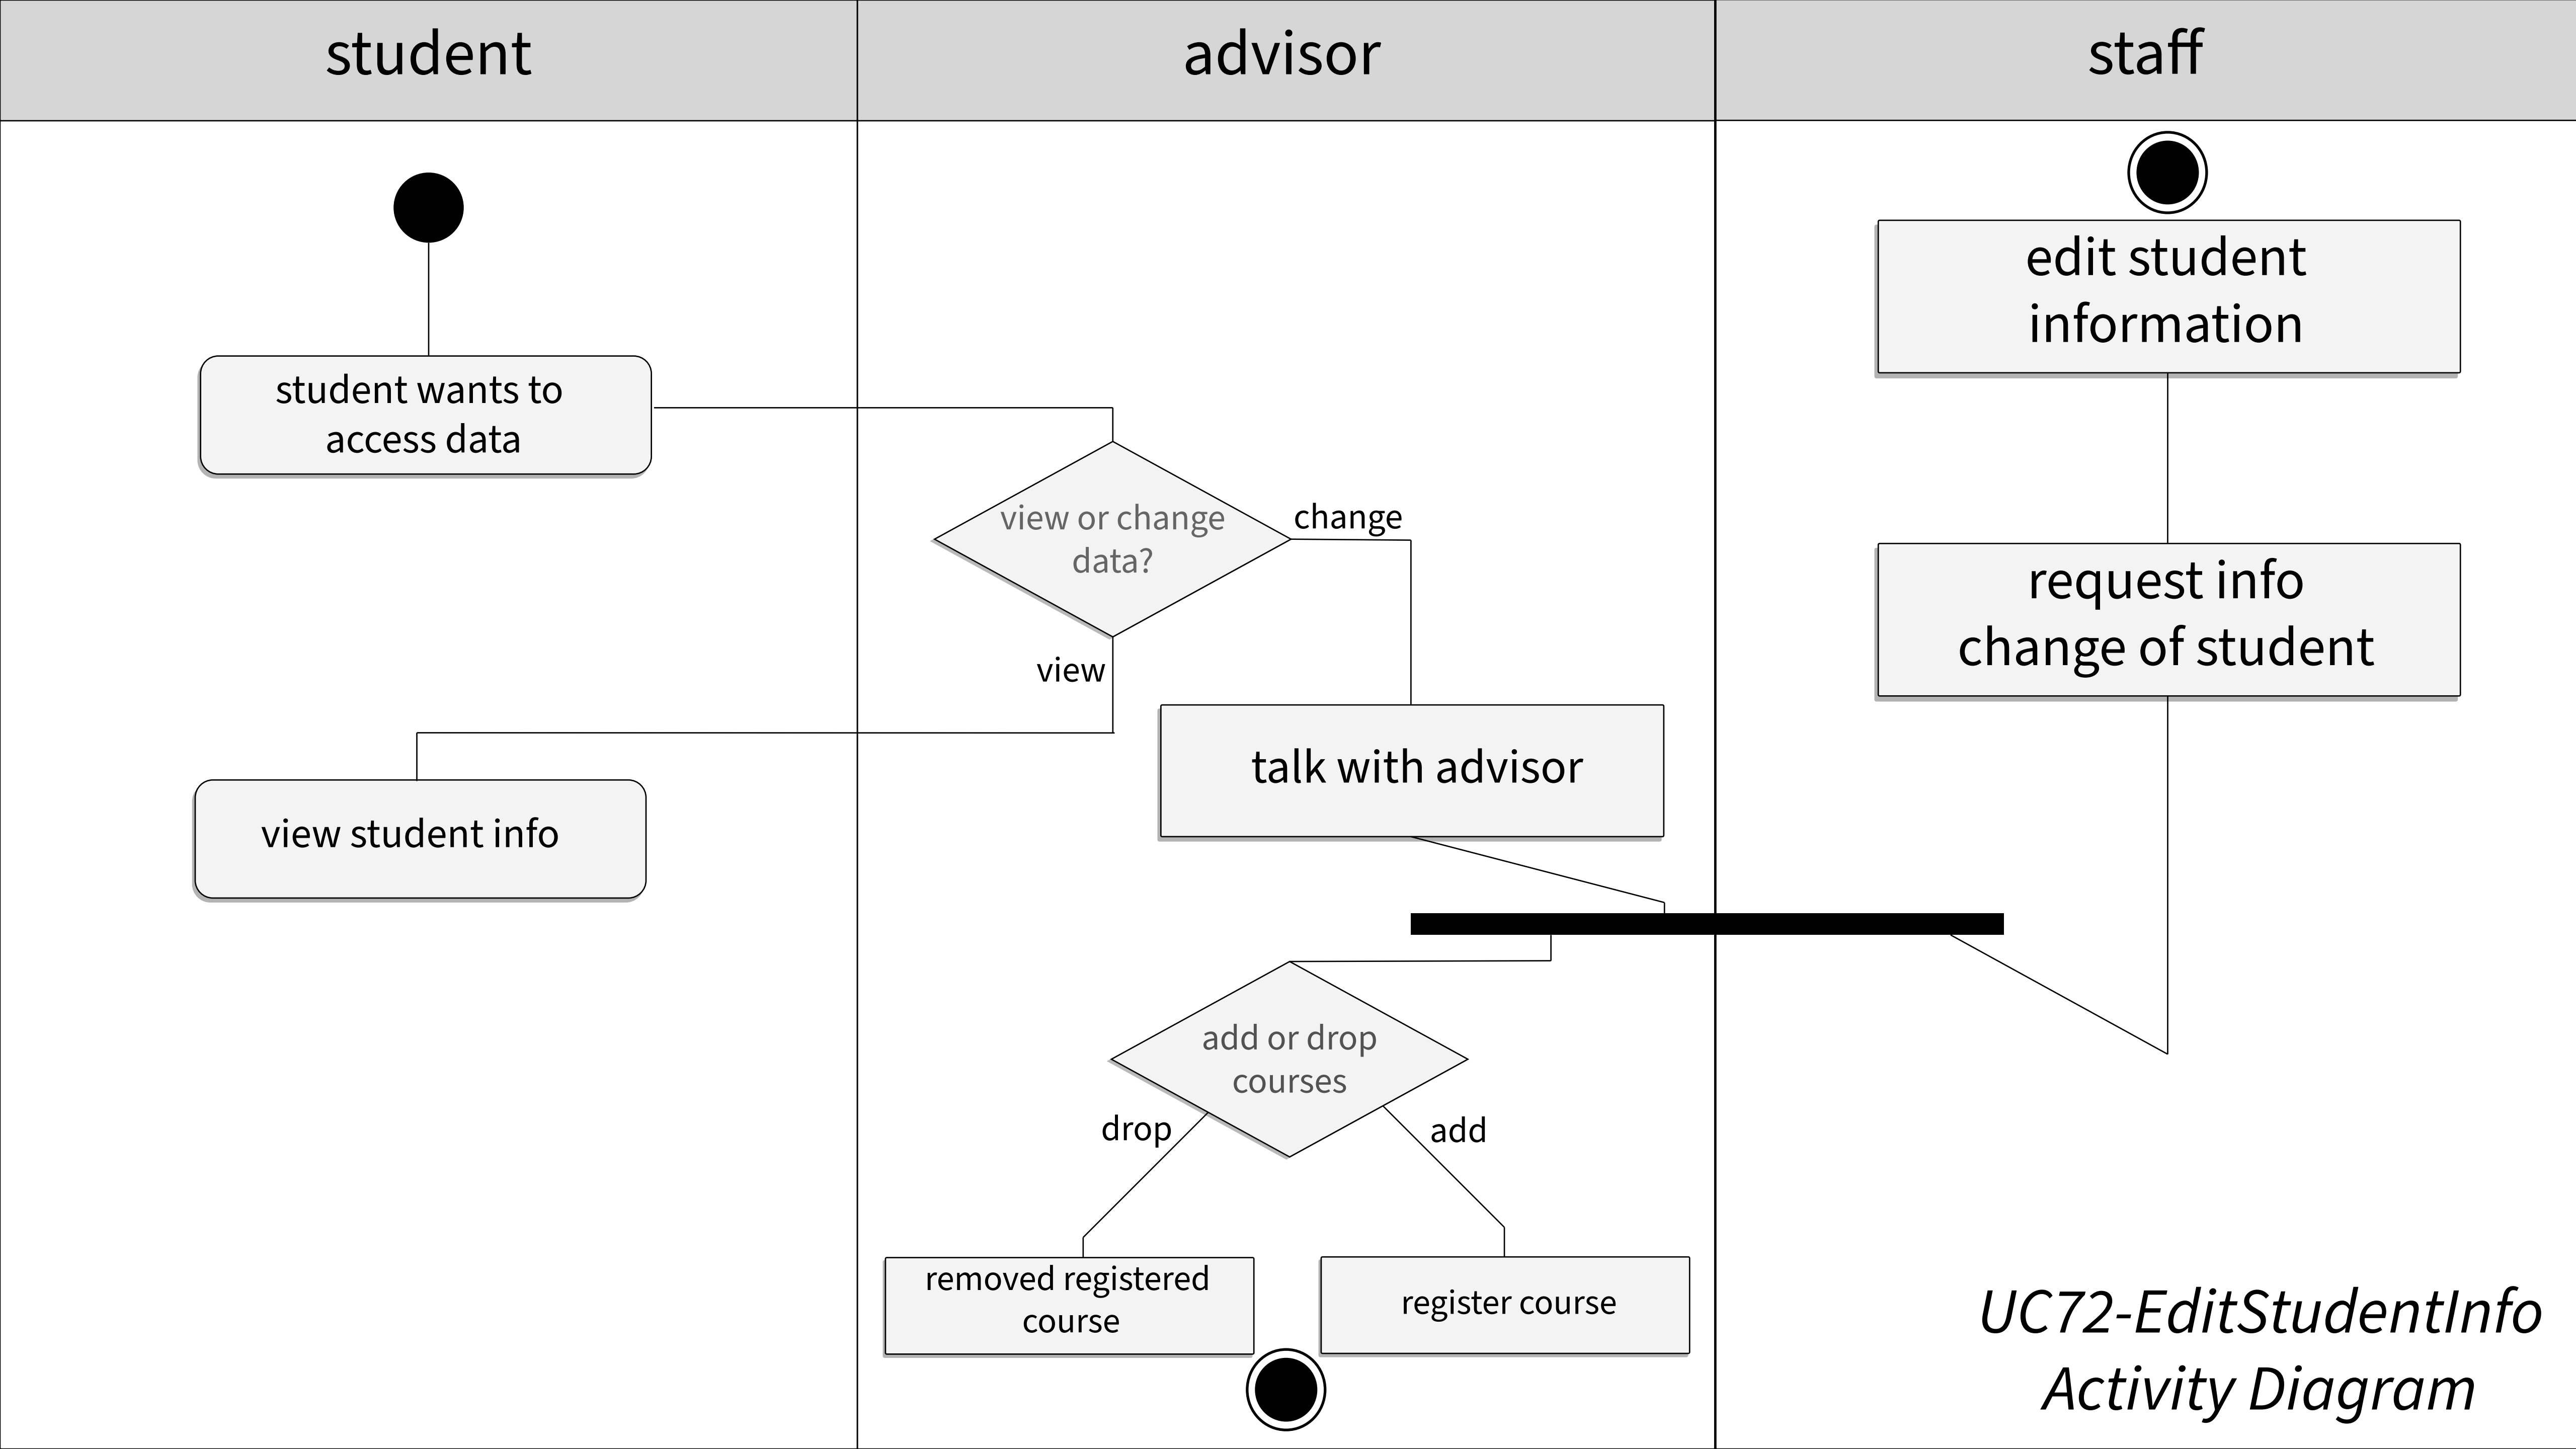 student
advisor
staff
edit student
information
student wants to
access data
view or change
data?
change
view
request info
change of student
talk with advisor
view student info
add or drop
courses
drop
add
removed registered
course
register course
UC72-EditStudentInfo
Activity Diagram